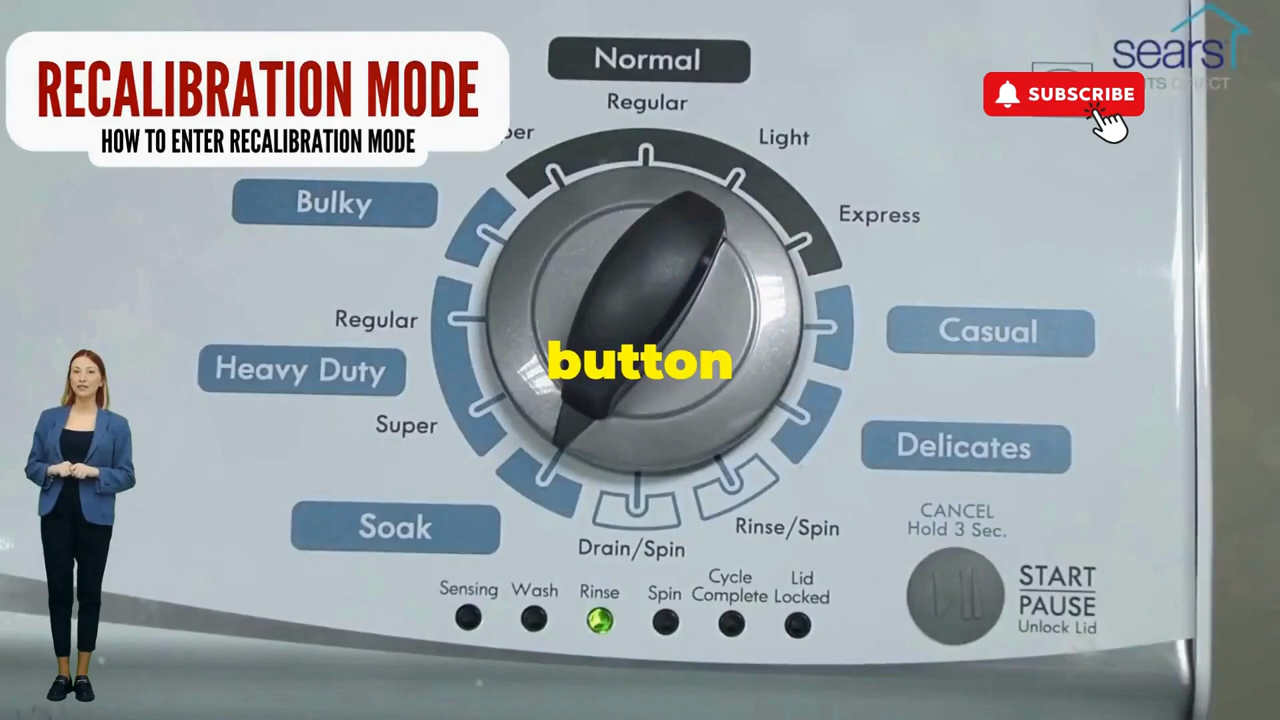 RECALIBRATION MODE
HOW TO ENTER RECALIBRATION MODE
sears
SUBSCRIBE
Normal
Regular
Light
Express
Bulky
Regular
Heavy Duty
Super
Casual
button
Delicates
Soak
Drain/Spin
Rinse/Spin
CANCEL
Hold 3 Sec.
START
PAUSE
Unlock Lid
Sensing
Wash
Rinse
Spin
Cycle
Complete
Lid
Locked